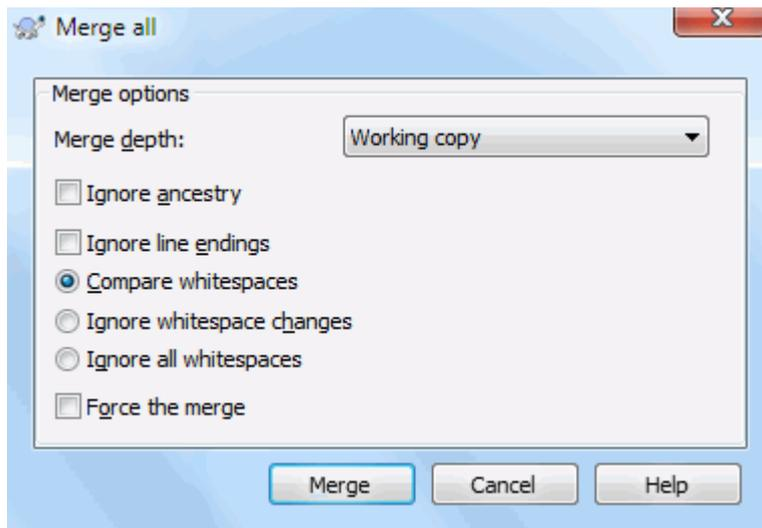 Merge all
Merge options
Merge depth: Working copy
Ignore ancestry
Ignore line endings
Compare whitespaces
Ignore whitespace changes
Ignore all whitespaces
Force the merge
Merge Cancel Help